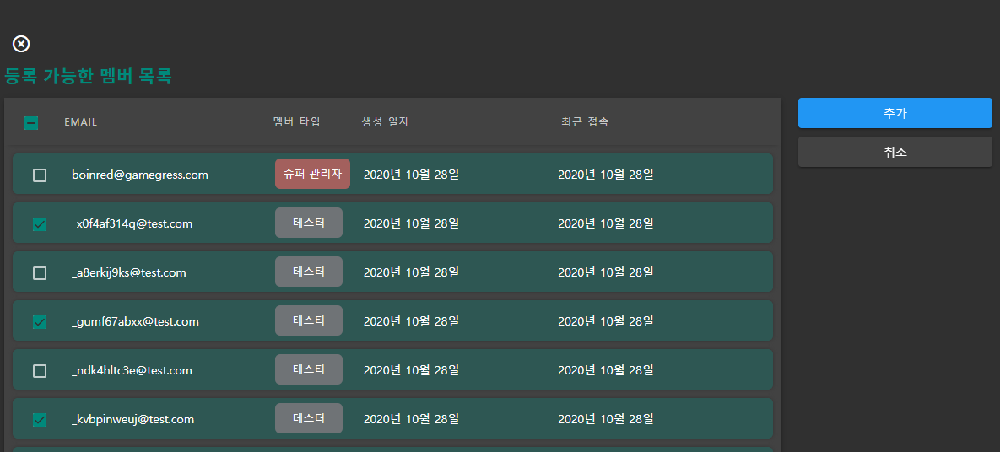 등록 가능한 멤버 목록
EMAIL 멤버 타입 생성 일자 최근 접속
추가
취소
boinred@gamegress.com 슈퍼 관리자 2020년 10월 28일 2020년 10월 28일
_x0f4af314q@test.com 테스터 2020년 10월 28일 2020년 10월 28일
_a8erkij9ks@test.com 테스터 2020년 10월 28일 2020년 10월 28일
_gumf67abxx@test.com 테스터 2020년 10월 28일 2020년 10월 28일
_ndk4hltc3e@test.com 테스터 2020년 10월 28일 2020년 10월 28일
_kvbpinweuj@test.com 테스터 2020년 10월 28일 2020년 10월 28일